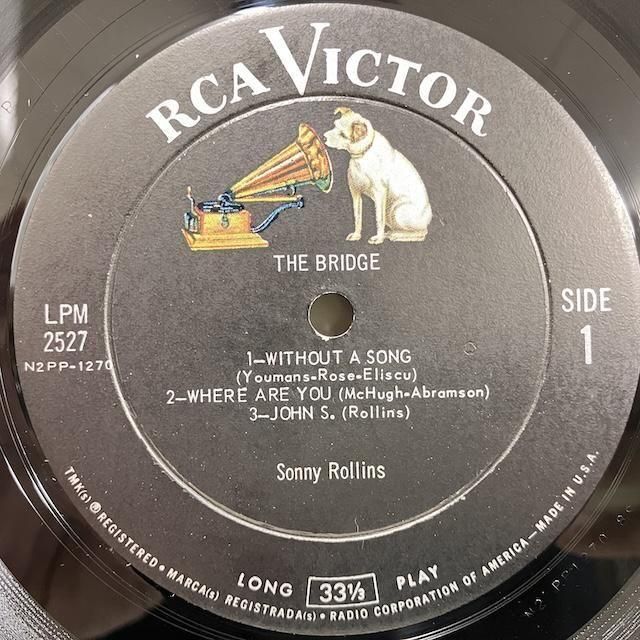 RCA VICTOR
THE BRIDGE
LPM
2527
N2PP-1270
SIDE
1
1-WITHOUT A SONG
(Youmans-Rose-Eliscu)
2-WHERE ARE YOU (McHugh-Abramson)
3-JOHN S. (Rollins)
Sonny Rollins
LONG 33⅓ PLAY
TMK(s) ® REGISTERED • MARCA(s) REGISTRADA(s) • RADIO CORPORATION OF AMERICA—MADE IN U.S.A.